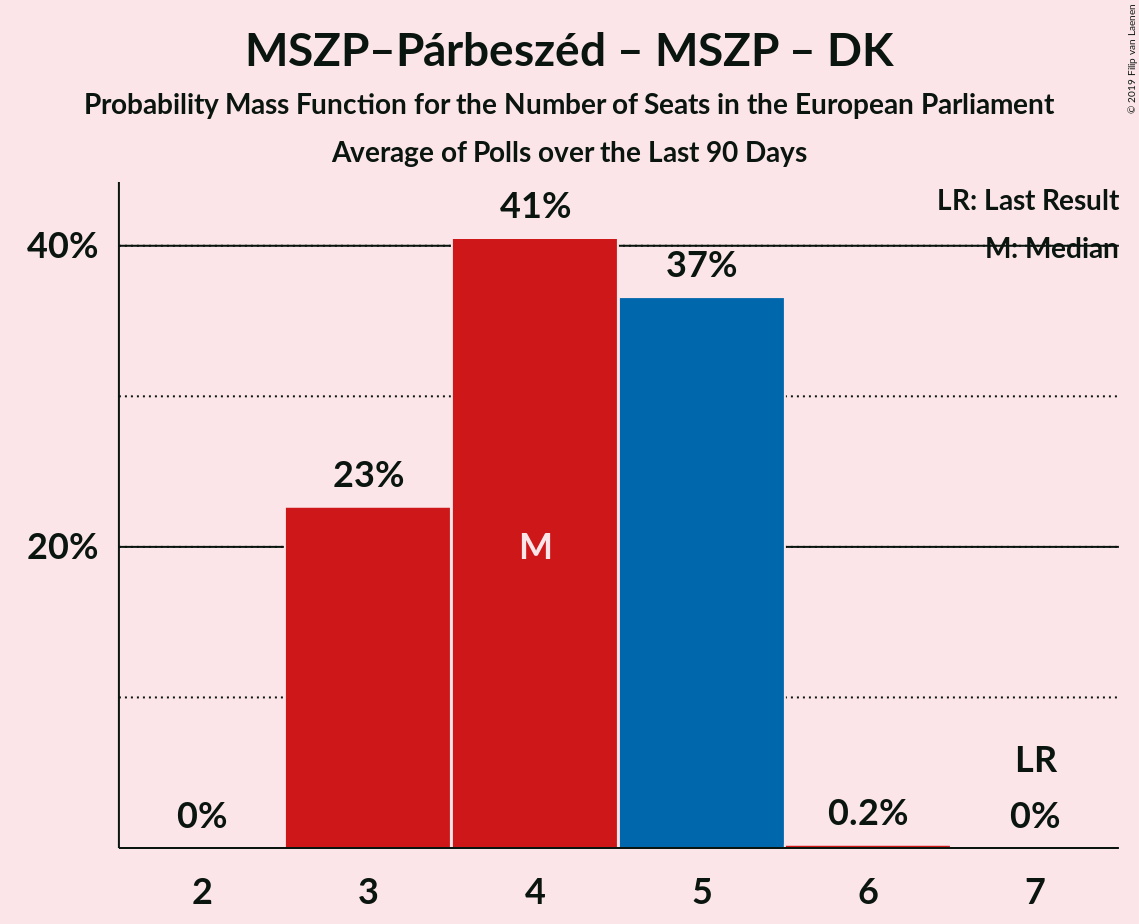 MSZP–Párbeszéd – MSZP – DK
Probability Mass Function for the Number of Seats in the European Parliament
Average of Polls over the Last 90 Days
© 2019 Filip van Laenen
LR: Last Result
M: Median
40%
20%
0%
23%
41%
M
37%
0.2%
LR
0%
2 3 4 5 6 7